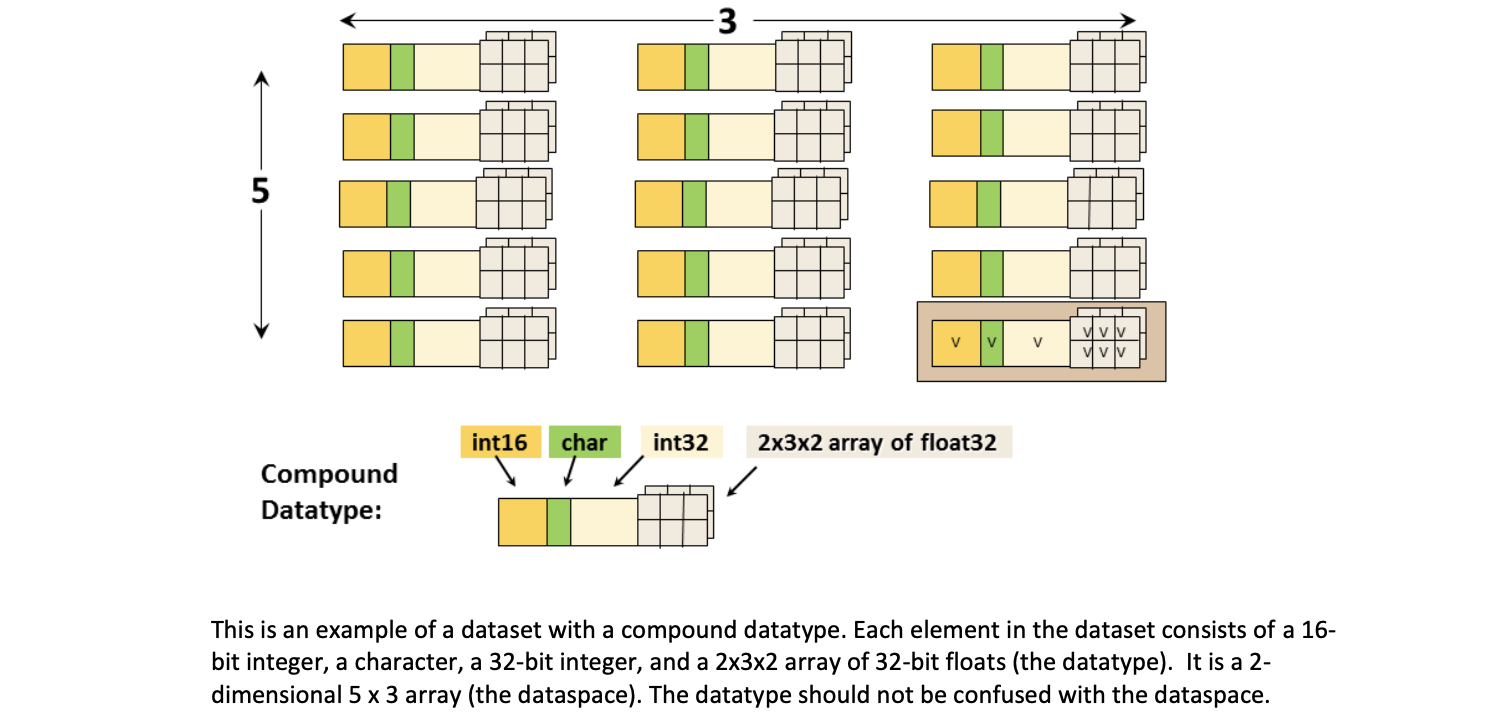 3
5
v v v v v v
v v v
int16 char int32 2x3x2 array of float32
Compound
Datatype:
This is an example of a dataset with a compound datatype. Each element in the dataset consists of a 16-
bit integer, a character, a 32-bit integer, and a 2x3x2 array of 32-bit floats (the datatype). It is a 2-
dimensional 5 x 3 array (the dataspace). The datatype should not be confused with the dataspace.